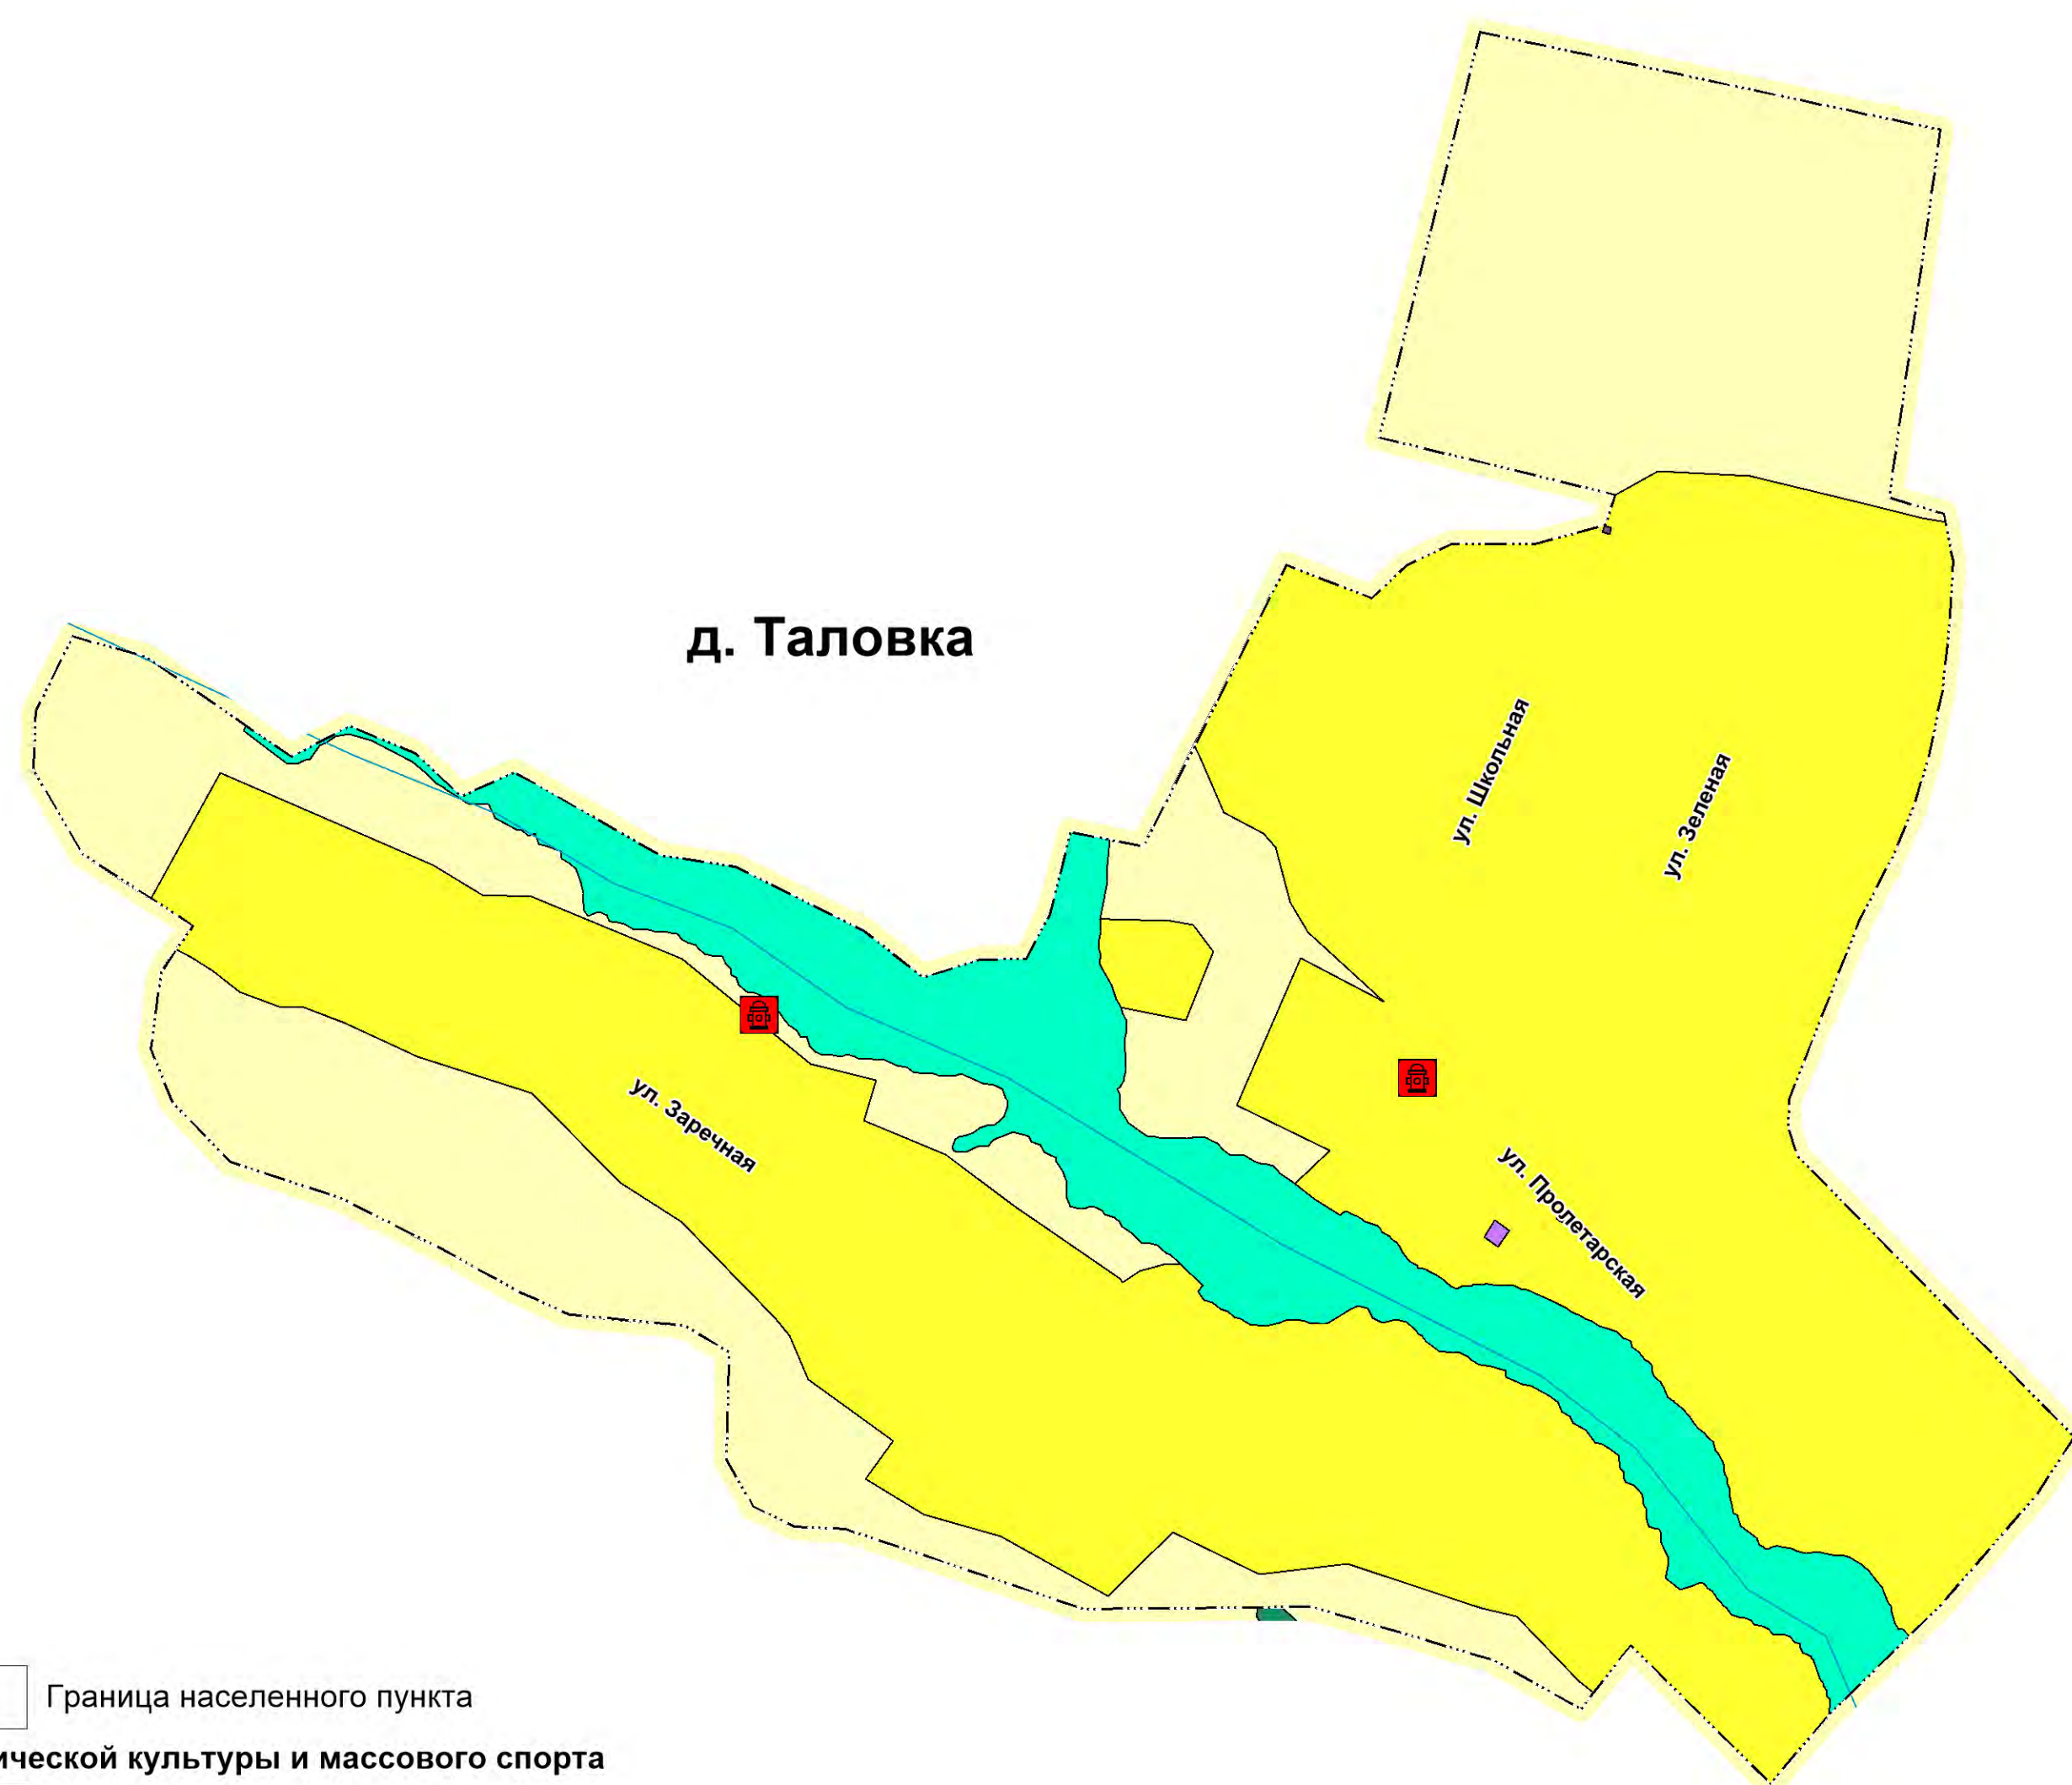 д. Таловка
ул. Школьная
ул. Зеленая
ул. Заречная
ул. Пролетарская
Граница населенного пункта
ической культуры и массового спорта